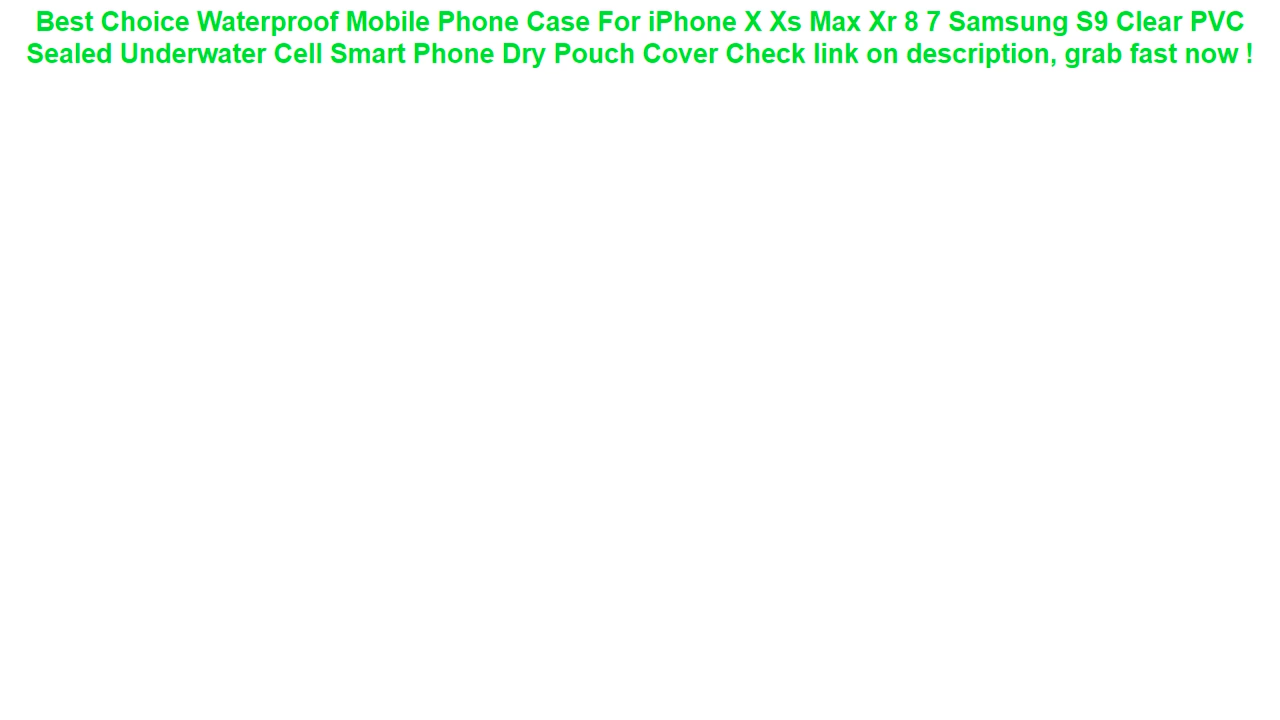 Best Choice Waterproof Mobile Phone Case For iPhone X Xs Max Xr 8 7 Samsung S9 Clear PVC
Sealed Underwater Cell Smart Phone Dry Pouch Cover Check link on description, grab fast now !